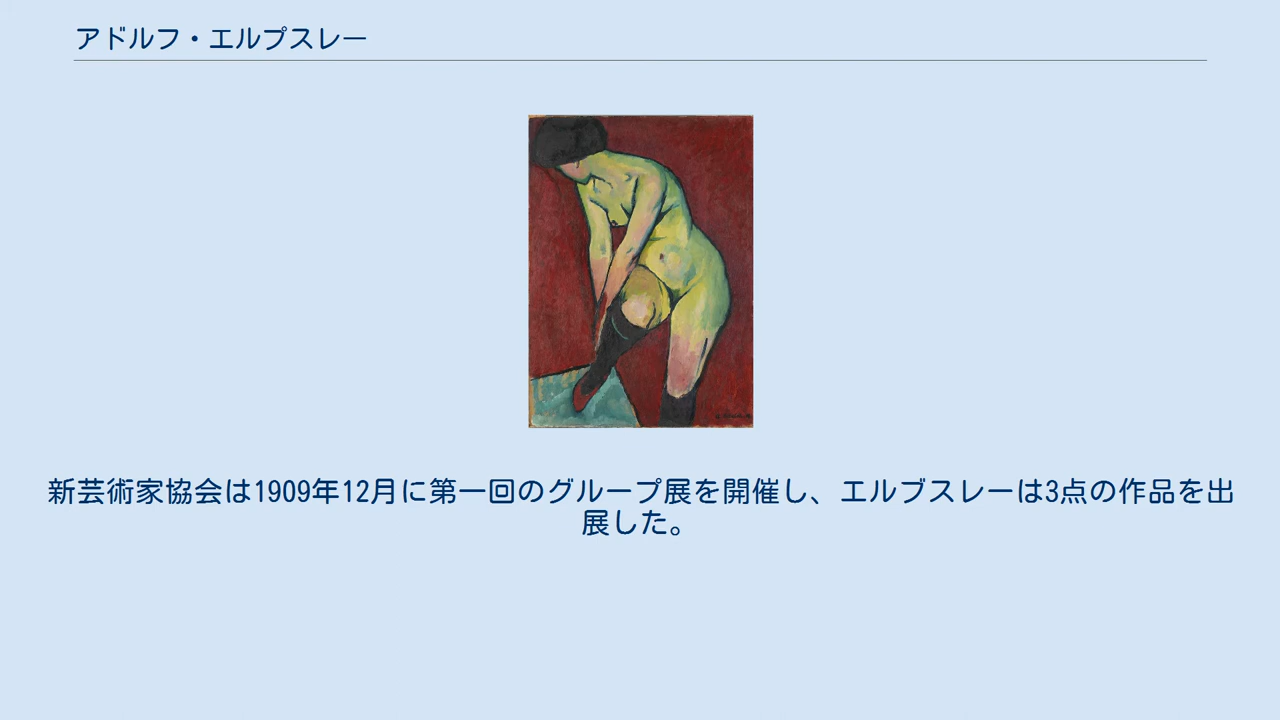 アドルフ・エルプスレー
新芸術家協会は1909年12月に第一回のグループ展を開催し、エルブスレーは3点の作品を出
展した。